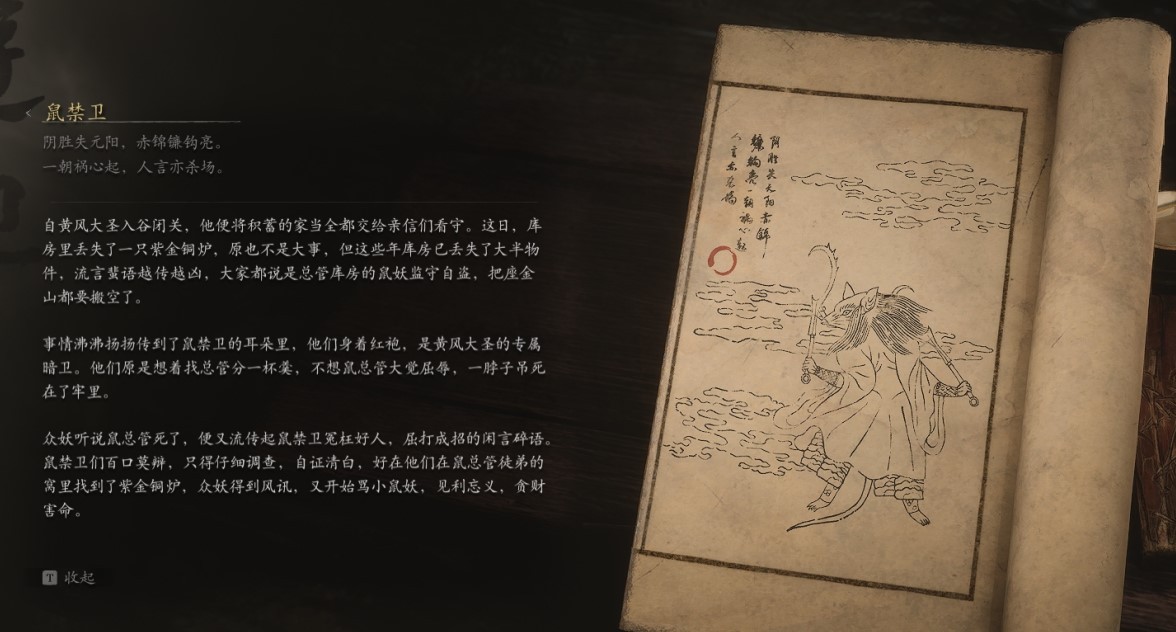 鼠禁卫
阴胜失元阳，赤锦镰钩亮。
一朝祸心起，人言亦杀场。
自黄风大圣入谷闭关，他便将积蓄的家当全都交给亲信们看守。这日，库
房里丢失了一只紫金铜炉，原也不是大事，但这些年库房已丢失了大半物
件，流言蜚语越传越凶，大家都说是总管库房的鼠妖监守自盗，把座金
山都要搬空了。
事情沸沸扬扬传到了鼠禁卫的耳朵里，他们身着红袍，是黄风大圣的专属
暗卫。他们原是想着找总管分一杯羹，不想鼠总管大觉屈辱，一脖子吊死
在了牢里。
众妖听说鼠总管死了，便又流传起鼠禁卫冤枉好人，屈打成招的闲言碎语。
鼠禁卫们百口莫辩，只得仔细调查，自证清白，好在他们在鼠总管徒弟的
窝里找到了紫金铜炉，众妖得到风讯，又开始骂小鼠妖，见利忘义，贪财
害命。
T 收起
阴胜失元阳赤锦
镰钩亮一朝祸心起
人言亦杀场